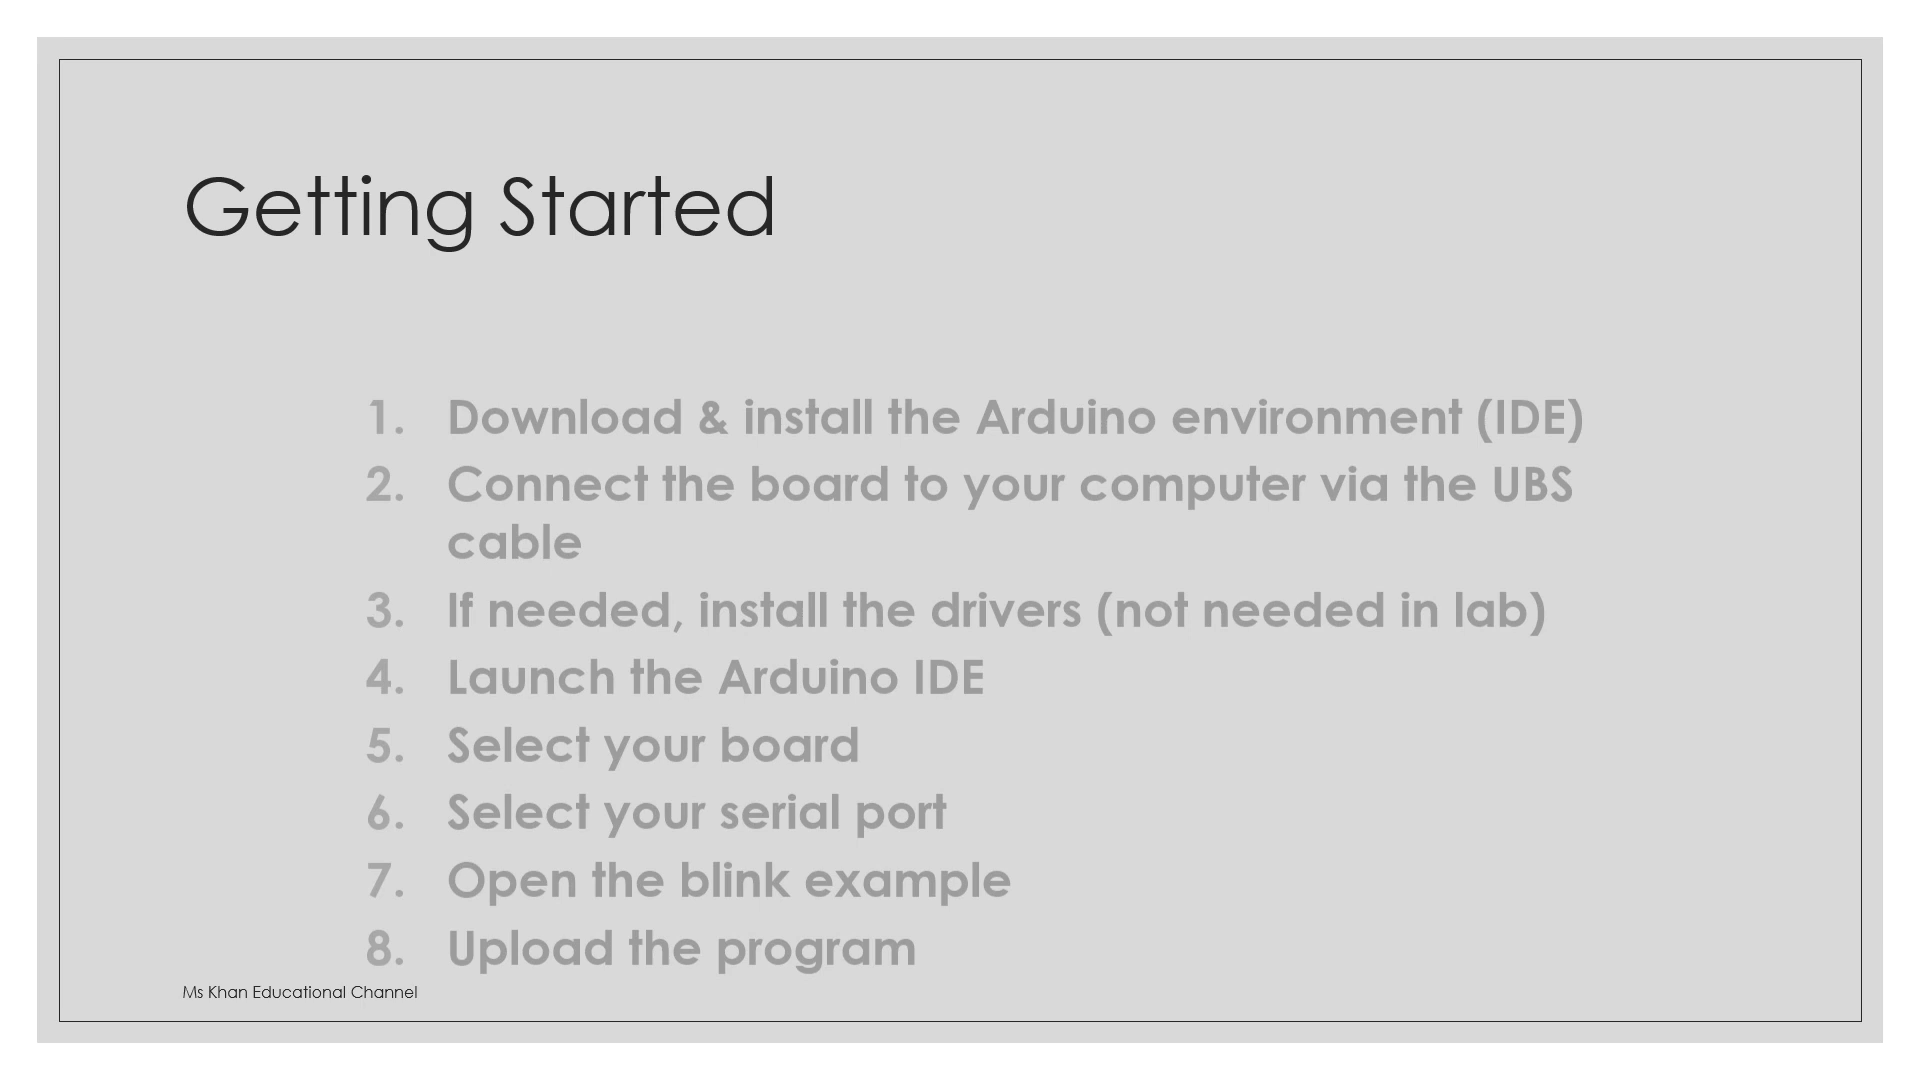 Getting Started
1. Download & install the Arduino environment (IDE)
2. Connect the board to your computer via the UBS
cable
3. If needed, install the drivers (not needed in lab)
4. Launch the Arduino IDE
5. Select your board
6. Select your serial port
7. Open the blink example
8. Upload the program
Ms Khan Educational Channel